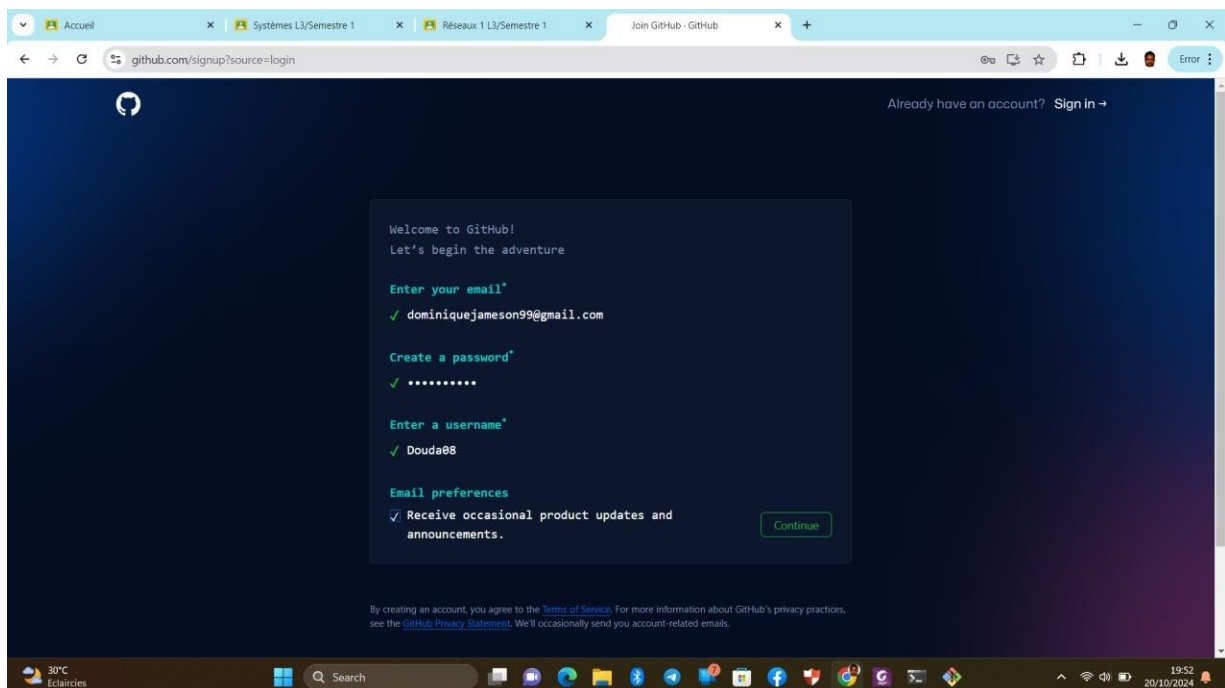 Accueil
Systèmes L3/Semestre 1
Réseaux 1 L3/Semestre 1
Join GitHub · GitHub
github.com/signup?source=login
Error
Already have an account? Sign in →
Welcome to GitHub!
Let's begin the adventure
Enter your email*
✓ dominiquejameson99@gmail.com
Create a password*
✓ ••••••••••
Enter a username*
✓ Douda08
Email preferences
Receive occasional product updates and
announcements.
Continue
By creating an account, you agree to the Terms of Service. For more information about GitHub's privacy practices,
see the GitHub Privacy Statement. We'll occasionally send you account-related emails.
30°C
Eclaircies
Search
7
19:52
20/10/2024